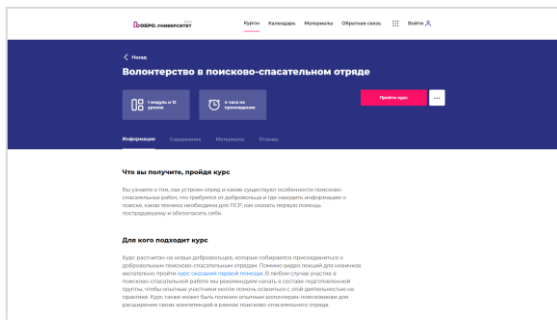 ДОБРО.УНИВЕРСИТЕТ
Курсы Календарь Материалы Обратная связь Войти
Назад
Волонтерство в поисково-спасательном отряде
1 модуль и 10 уроков
4 часа на прохождение
Пройти курс
Информация Содержание Материалы Отзывы
Что вы получите, пройдя курс
Вы узнаете о том, как устроен отряд и какие существуют особенности поисково-
спасательных работ, что требуется от добровольца и где находить информацию о
поиске, какая техника необходима для ПСР, как оказать первую помощь
пострадавшему и обезопасить себя.
Для кого подходит курс
Курс рассчитан на новых добровольцев, которые собираются присоединиться к
добровольным поисково-спасательным отрядам. Помимо видео лекций для новичков
желательно пройти курс оказания первой помощи. В любом случае участие в
поисково-спасательной работе мы рекомендуем начать в составе подготовленной
группы, чтобы опытные участники могли помочь освоиться с этой деятельностью на
практике. Курс также может быть полезен опытным волонтерам-поисковикам для
расширения своих компетенций в рамках поисково-спасательного отряда.